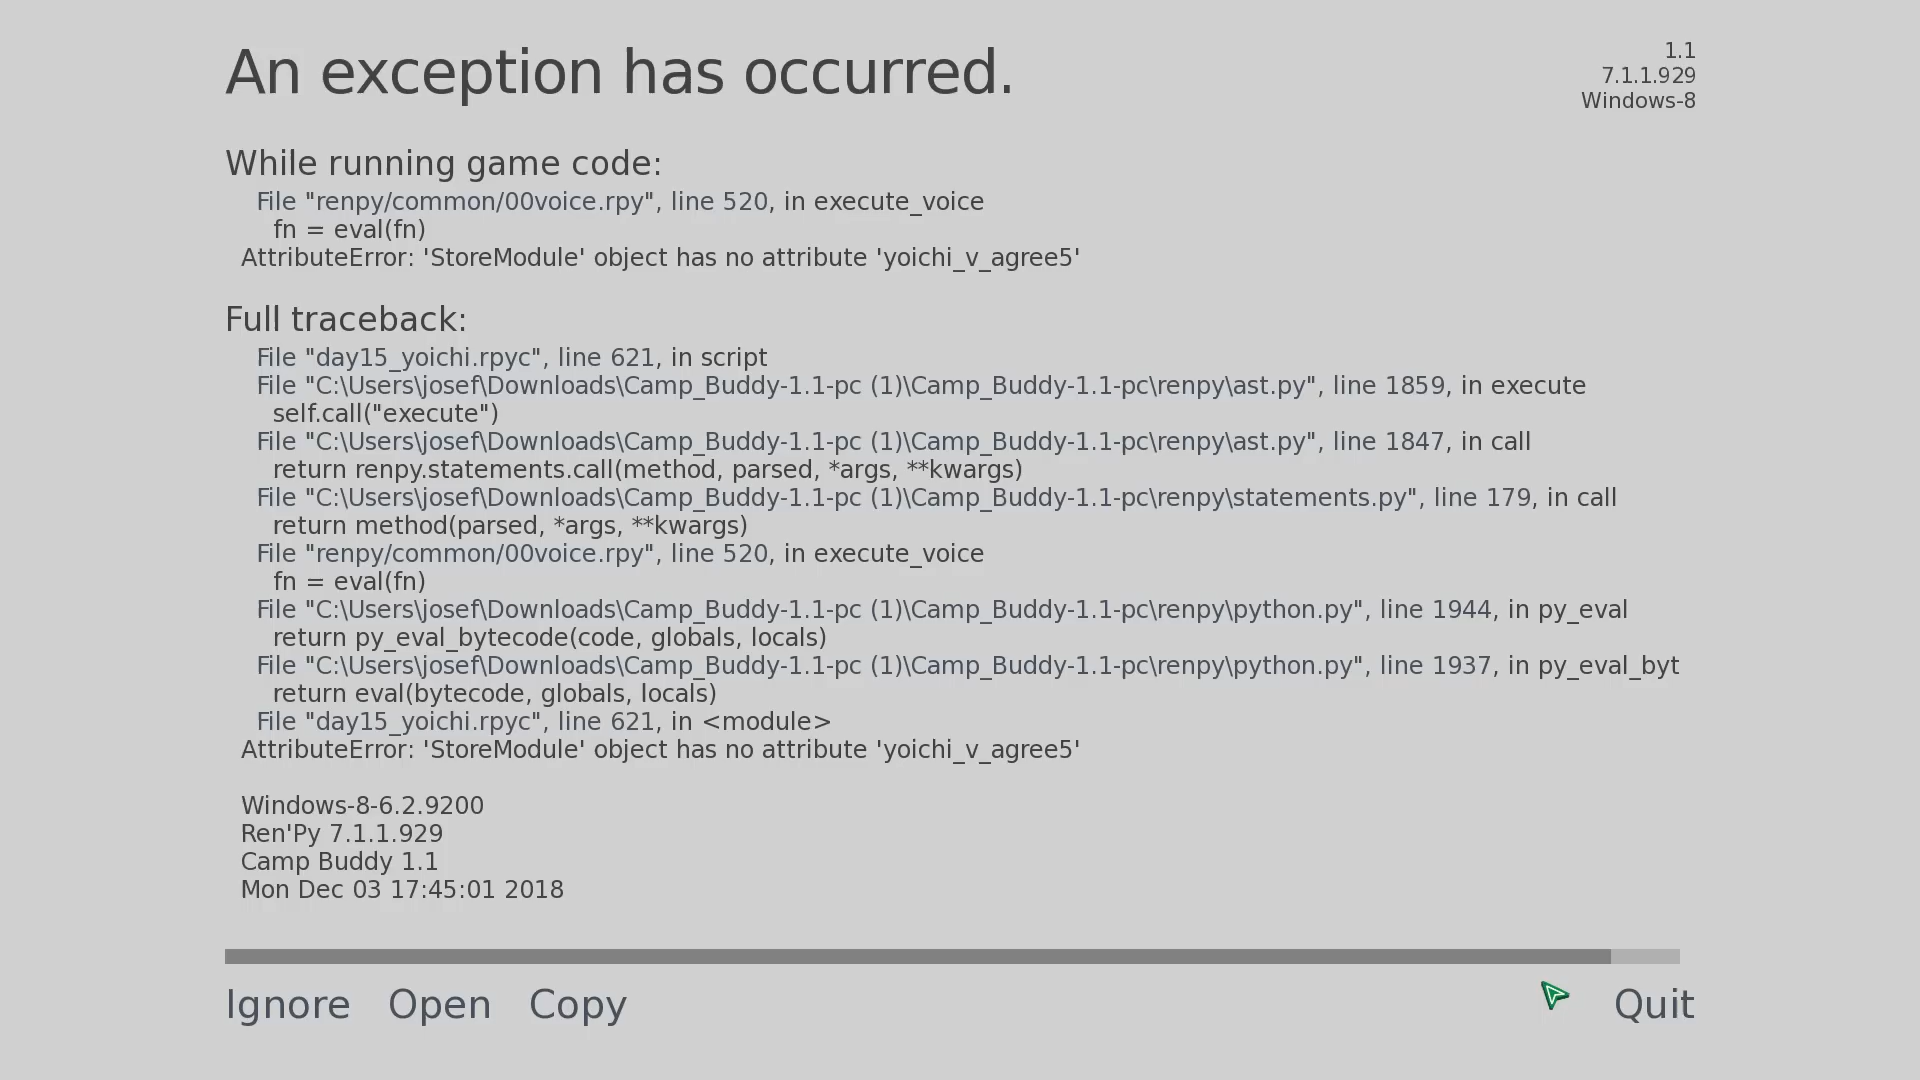 An exception has occurred.
1.1
7.1.1.929
Windows-8
While running game code:
File "renpy/common/00voice.rpy", line 520, in execute_voice
fn = eval(fn)
AttributeError: 'StoreModule' object has no attribute 'yoichi_v_agree5'
Full traceback:
File "day15_yoichi.rpyc", line 621, in script
File "C:\Users\josef\Downloads\Camp_Buddy-1.1-pc (1)\Camp_Buddy-1.1-pc\renpy\ast.py", line 1859, in execute
self.call("execute")
File "C:\Users\josef\Downloads\Camp_Buddy-1.1-pc (1)\Camp_Buddy-1.1-pc\renpy\ast.py", line 1847, in call
return renpy.statements.call(method, parsed, *args, **kwargs)
File "C:\Users\josef\Downloads\Camp_Buddy-1.1-pc (1)\Camp_Buddy-1.1-pc\renpy\statements.py", line 179, in call
return method(parsed, *args, **kwargs)
File "renpy/common/00voice.rpy", line 520, in execute_voice
fn = eval(fn)
File "C:\Users\josef\Downloads\Camp_Buddy-1.1-pc (1)\Camp_Buddy-1.1-pc\renpy\python.py", line 1944, in py_eval
return py_eval_bytecode(code, globals, locals)
File "C:\Users\josef\Downloads\Camp_Buddy-1.1-pc (1)\Camp_Buddy-1.1-pc\renpy\python.py", line 1937, in py_eval_byt
return eval(bytecode, globals, locals)
File "day15_yoichi.rpyc", line 621, in <module>
AttributeError: 'StoreModule' object has no attribute 'yoichi_v_agree5'
Windows-8-6.2.9200
Ren'Py 7.1.1.929
Camp Buddy 1.1
Mon Dec 03 17:45:01 2018
Ignore Open Copy Quit